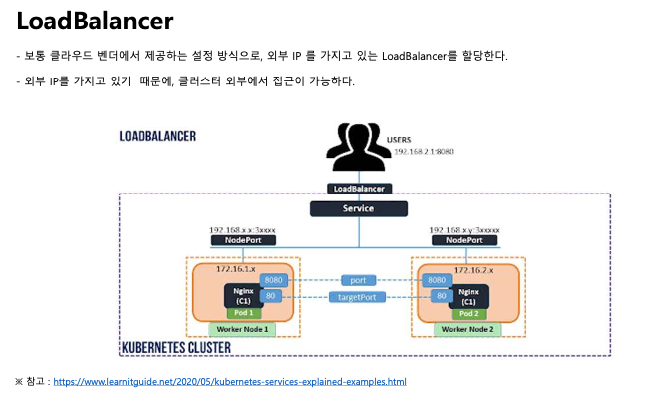 LoadBalancer
- 보통 클라우드 벤더에서 제공하는 설정 방식으로, 외부 IP 를 가지고 있는 LoadBalancer를 할당한다.
- 외부 IP를 가지고 있기 때문에, 클러스터 외부에서 접근이 가능하다.
LOADBALANCER
USERS
192.168.2.1:8080
LoadBalancer
Service
192.168.x.x:3xxxx
192.168.x.y:3xxxx
NodePort
NodePort
172.16.1.x
172.16.2.x
8080
port
8080
Nginx
(C1)
80
targetPort
80
Nginx
(C1)
Pod 1
Pod 2
Worker Node 1
Worker Node 2
KUBERNETES CLUSTER
※ 참고 : https://www.learnitguide.net/2020/05/kubernetes-services-explained-examples.html